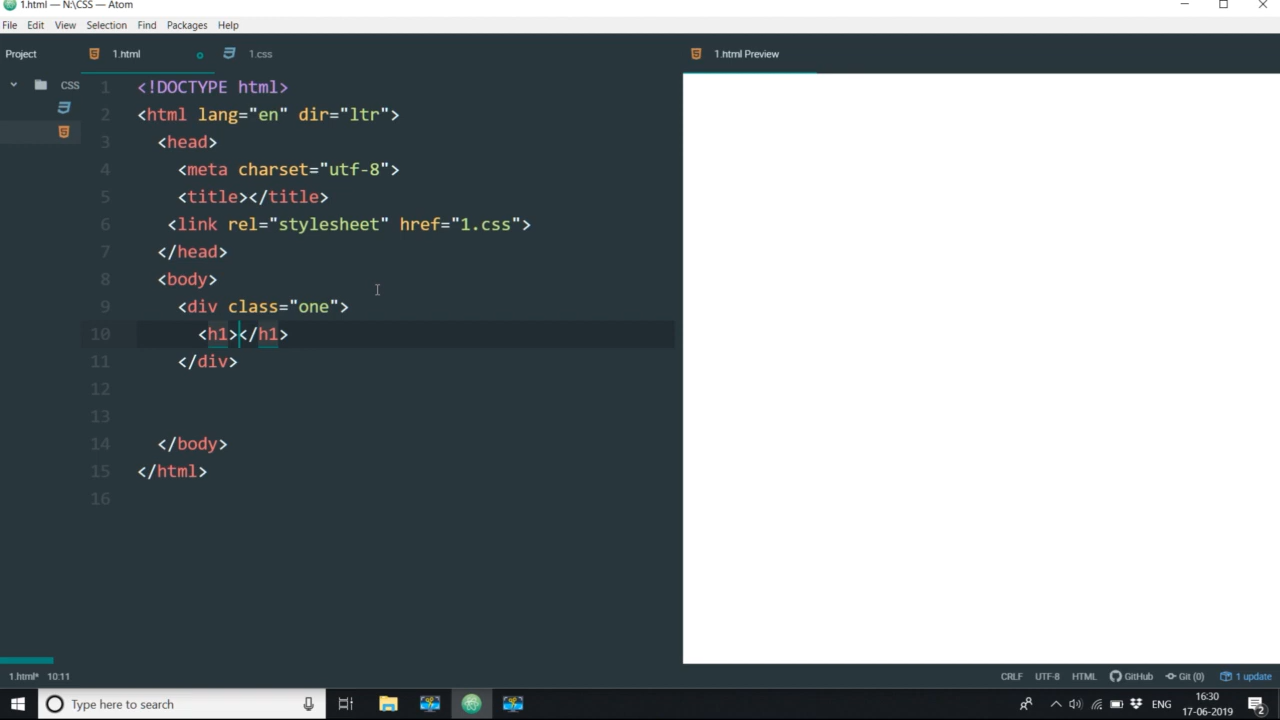 1.html — N:\CSS — Atom
File Edit View Selection Find Packages Help
Project 1.html 1.css 1.html Preview
CSS
1 <!DOCTYPE html>
2 <html lang="en" dir="ltr">
3 <head>
4 <meta charset="utf-8">
5 <title></title>
6 <link rel="stylesheet" href="1.css">
7 </head>
8 <body>
9 <div class="one">
10 <h1></h1>
11 </div>
12
13
14 </body>
15 </html>
16
1.html* 10:11 CRLF UTF-8 HTML GitHub Git (0) 1 update
Type here to search ENG 16:30
17-06-2019 2